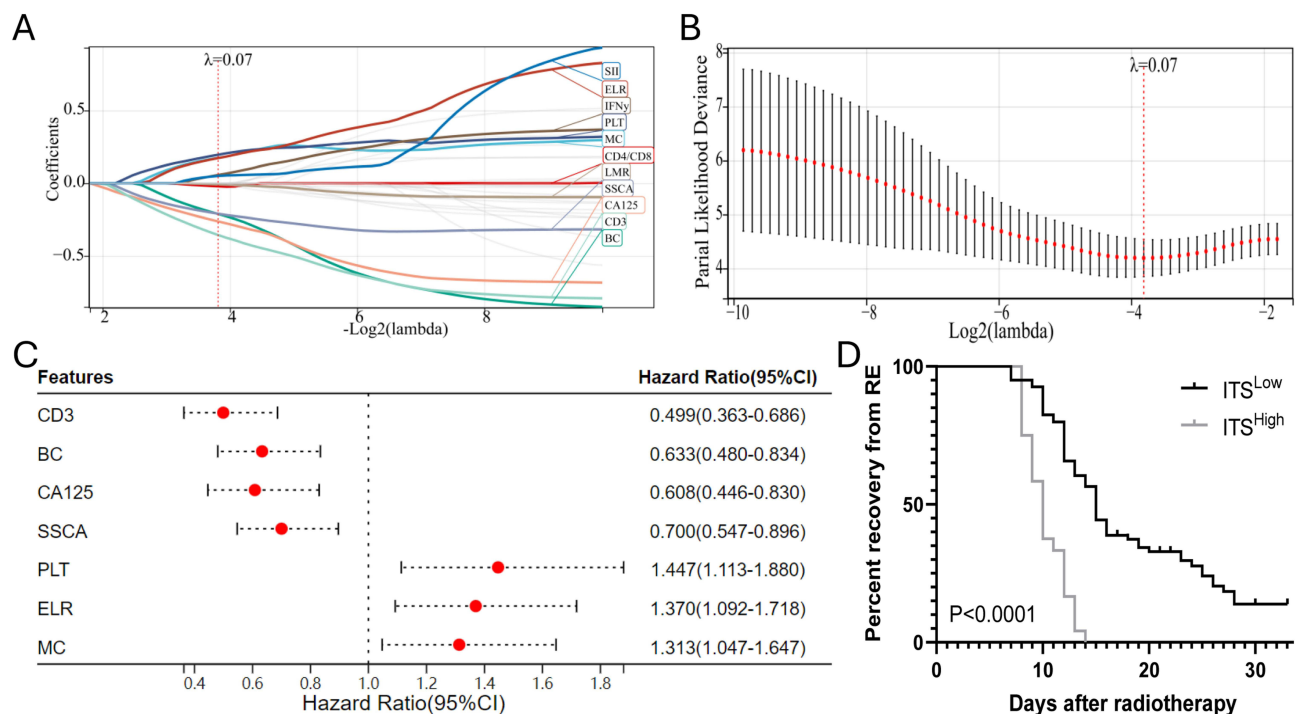 A
λ=0.07
Coefficients
0.5
0.0
−0.5
2
4
8
-Log2(lambda)
SII
ELR
IFNy
PLT
MC
CD4/CD8
LMR
SSCA
CA125
CD3
BC
B
λ=0.07
Parial Likelihood Deviance
8
7
6
5
4
−10
−8
−6
−4
−2
Log2(lambda)
C
Features Hazard Ratio(95%CI)
CD3 0.499(0.363-0.686)
BC 0.633(0.480-0.834)
CA125 0.608(0.446-0.830)
SSCA 0.700(0.547-0.896)
PLT 1.447(1.113-1.880)
ELR 1.370(1.092-1.718)
MC 1.313(1.047-1.647)
0.4 0.6 0.8 1.0 1.2 1.4 1.6 1.8
Hazard Ratio(95%CI)
D
Percent recovery from RE
100
50
0
ITSLow
ITSHigh
P<0.0001
0 10 20 30
Days after radiotherapy